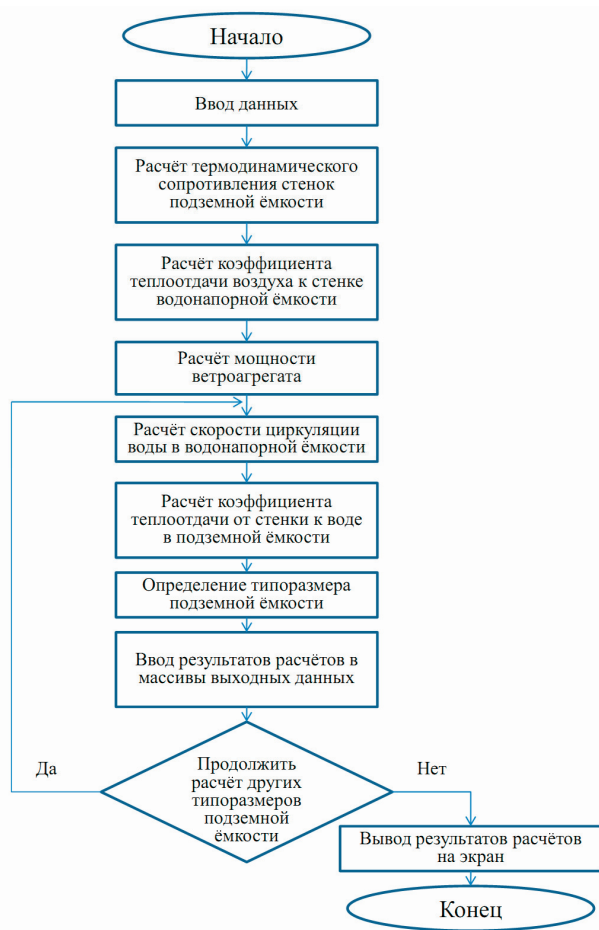 Начало
Ввод данных
Расчёт термодинамического
сопротивления стенок
подземной ёмкости
Расчёт коэффициента
теплоотдачи воздуха к стенке
водонапорной ёмкости
Расчёт мощности
ветроагрегата
Расчёт скорости циркуляции
воды в водонапорной ёмкости
Расчёт коэффициента
теплоотдачи от стенки к воде
в подземной ёмкости
Определение типоразмера
подземной ёмкости
Ввод результатов расчётов в
массивы выходных данных
Да
Продолжить
расчёт других
типоразмеров
подземной
ёмкости
Нет
Вывод результатов расчётов
на экран
Конец